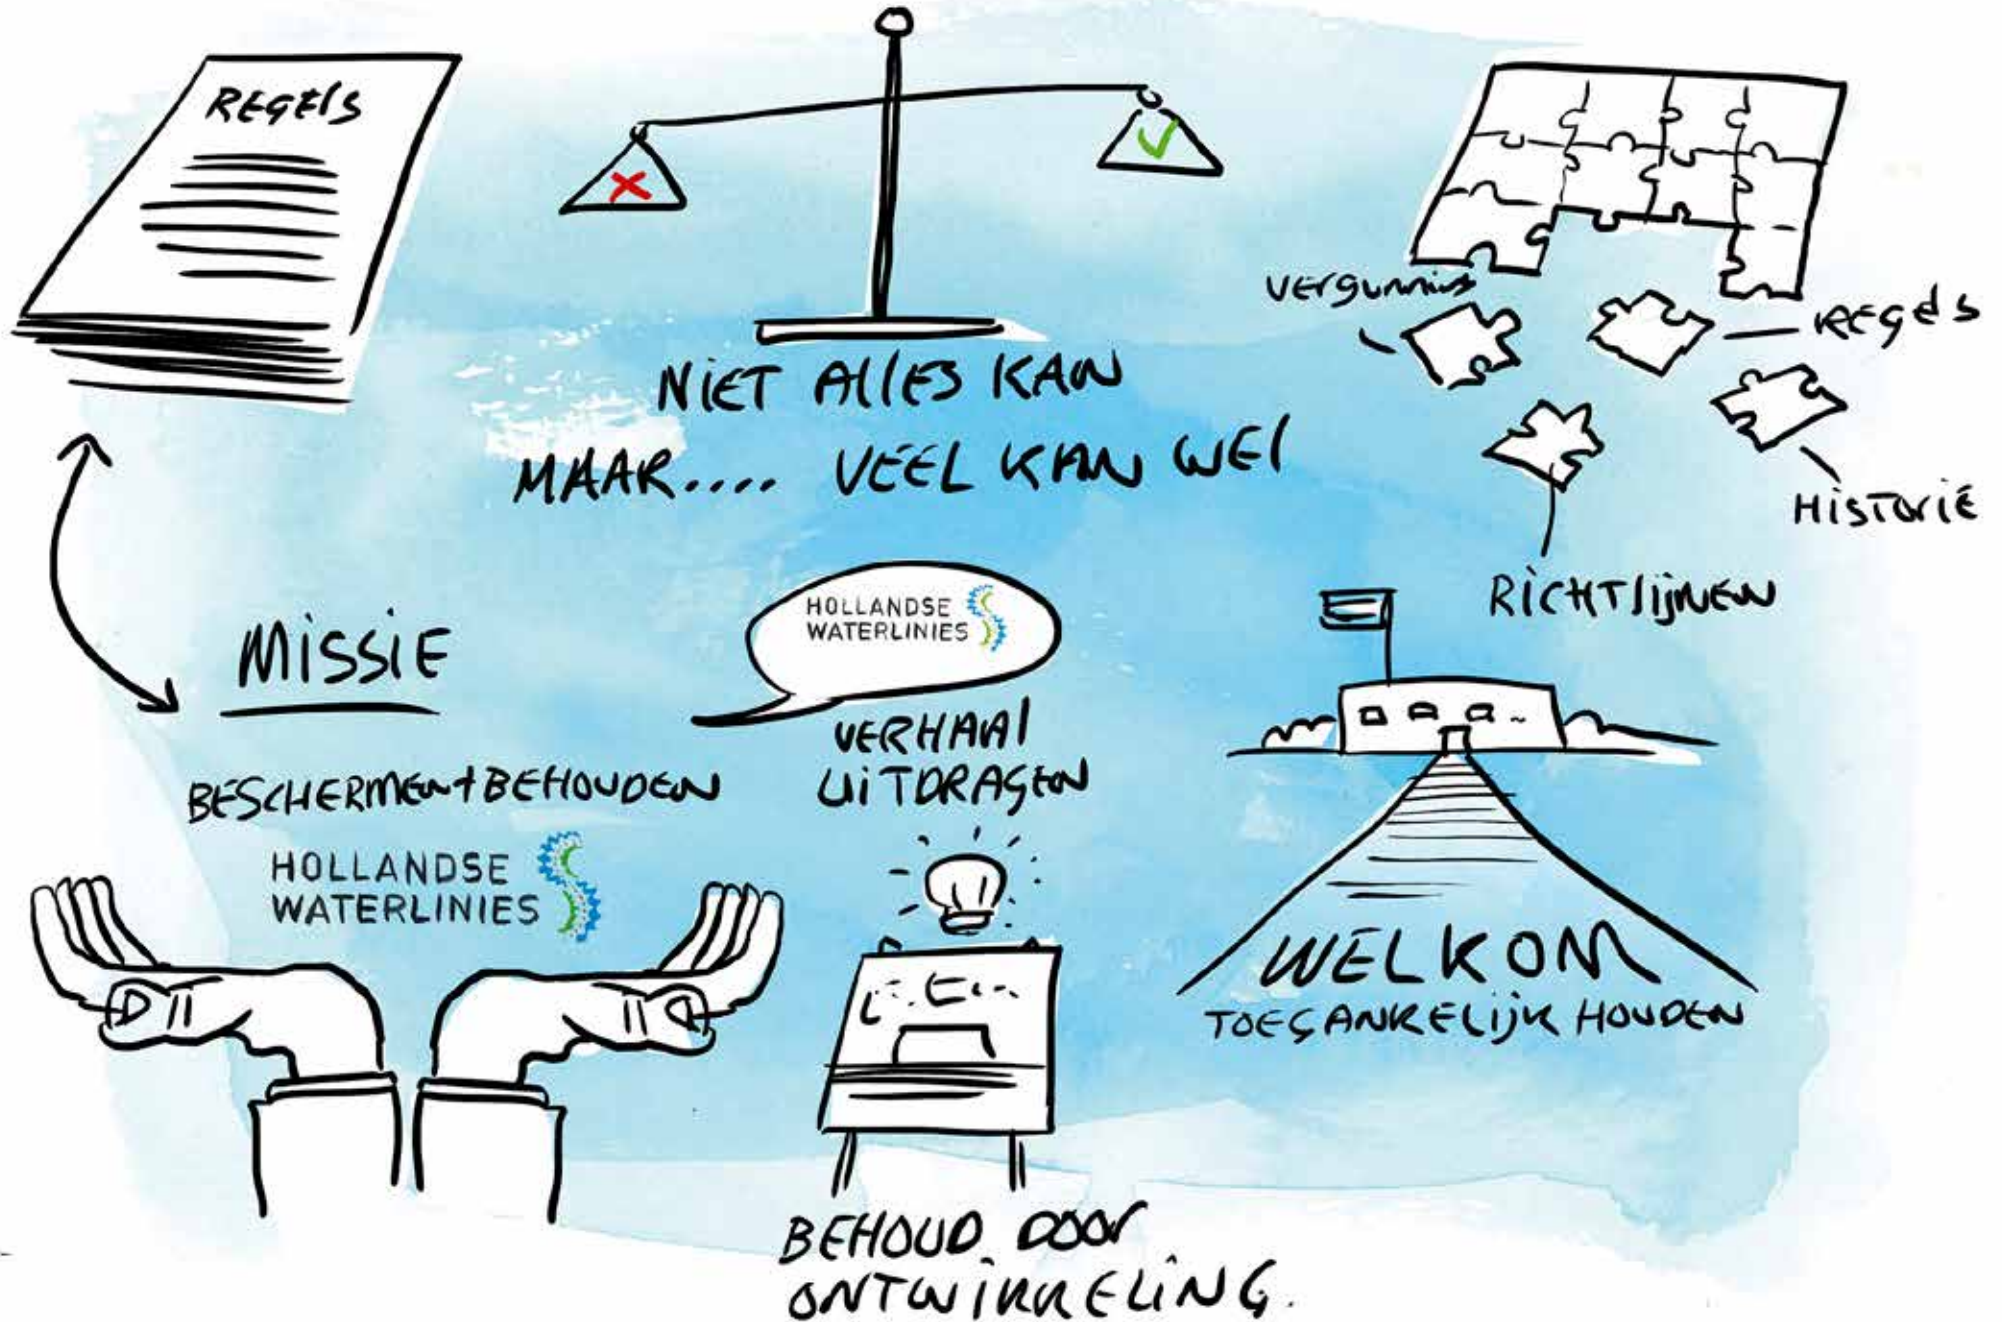 REGELS
NIET ALLES KAN
MAAR.... VEEL KAN WEL
VERGUNNING
REGELS
HISTORIE
RICHTLIJNEN
MISSIE
BESCHERMEN + BEHOUDEN
HOLLANDSE
WATERLINIES
HOLLANDSE
WATERLINIES
VERHAAL
UITDRAGEN
BEHOUD DOOR
ONTWIKKELING.
WELKOM
TOEGANKELIJK HOUDEN